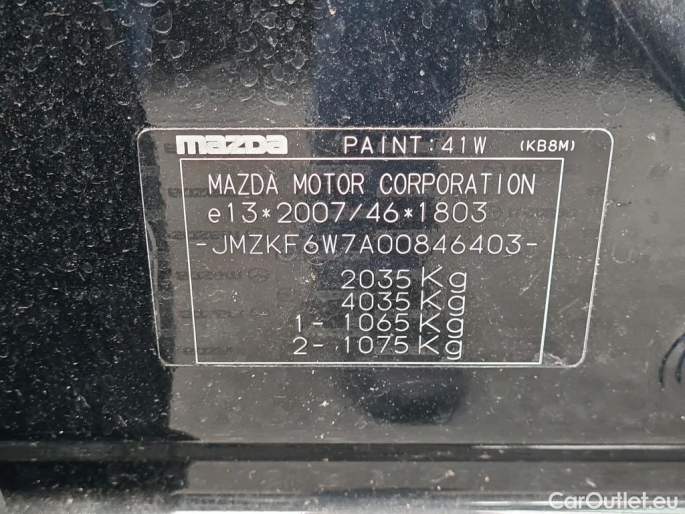 mazda PAINT:41W (KB8M)
MAZDA MOTOR CORPORATION
e13*2007/46*1803
-JMZKF6W7A00846403-
2035 Kg
4035 Kg
1- 1065 Kg
2- 1075 Kg
CarOutlet.eu